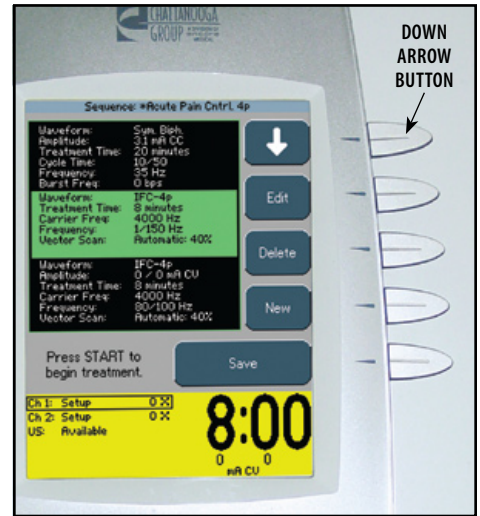 CHATTANOOGA
GROUP
DOWN
ARROW
BUTTON
Sequence: *Acute Pain Cntrl. 4p
Waveform: Sym. Biph.
Amplitude: 3.1 mA CC
Treatment Time: 20 minutes
Cycle Time: 10/50
Frequency: 35 Hz
Burst Freq: 0 bps
Waveform: IFC-4p
Treatment Time: 8 minutes
Carrier Freq: 4000 Hz
Frequency: 1/150 Hz
Vector Scan: Automatic: 40%
Waveform: IFC-4p
Amplitude: 0 / 0 mA CV
Treatment Time: 8 minutes
Carrier Freq: 4000 Hz
Frequency: 80/100 Hz
Vector Scan: Automatic: 40%
Edit
Delete
New
Press START to
begin treatment.
Save
Ch 1: Setup 0
Ch 2: Setup 0
US: Available
8:00
0 0
mA CV